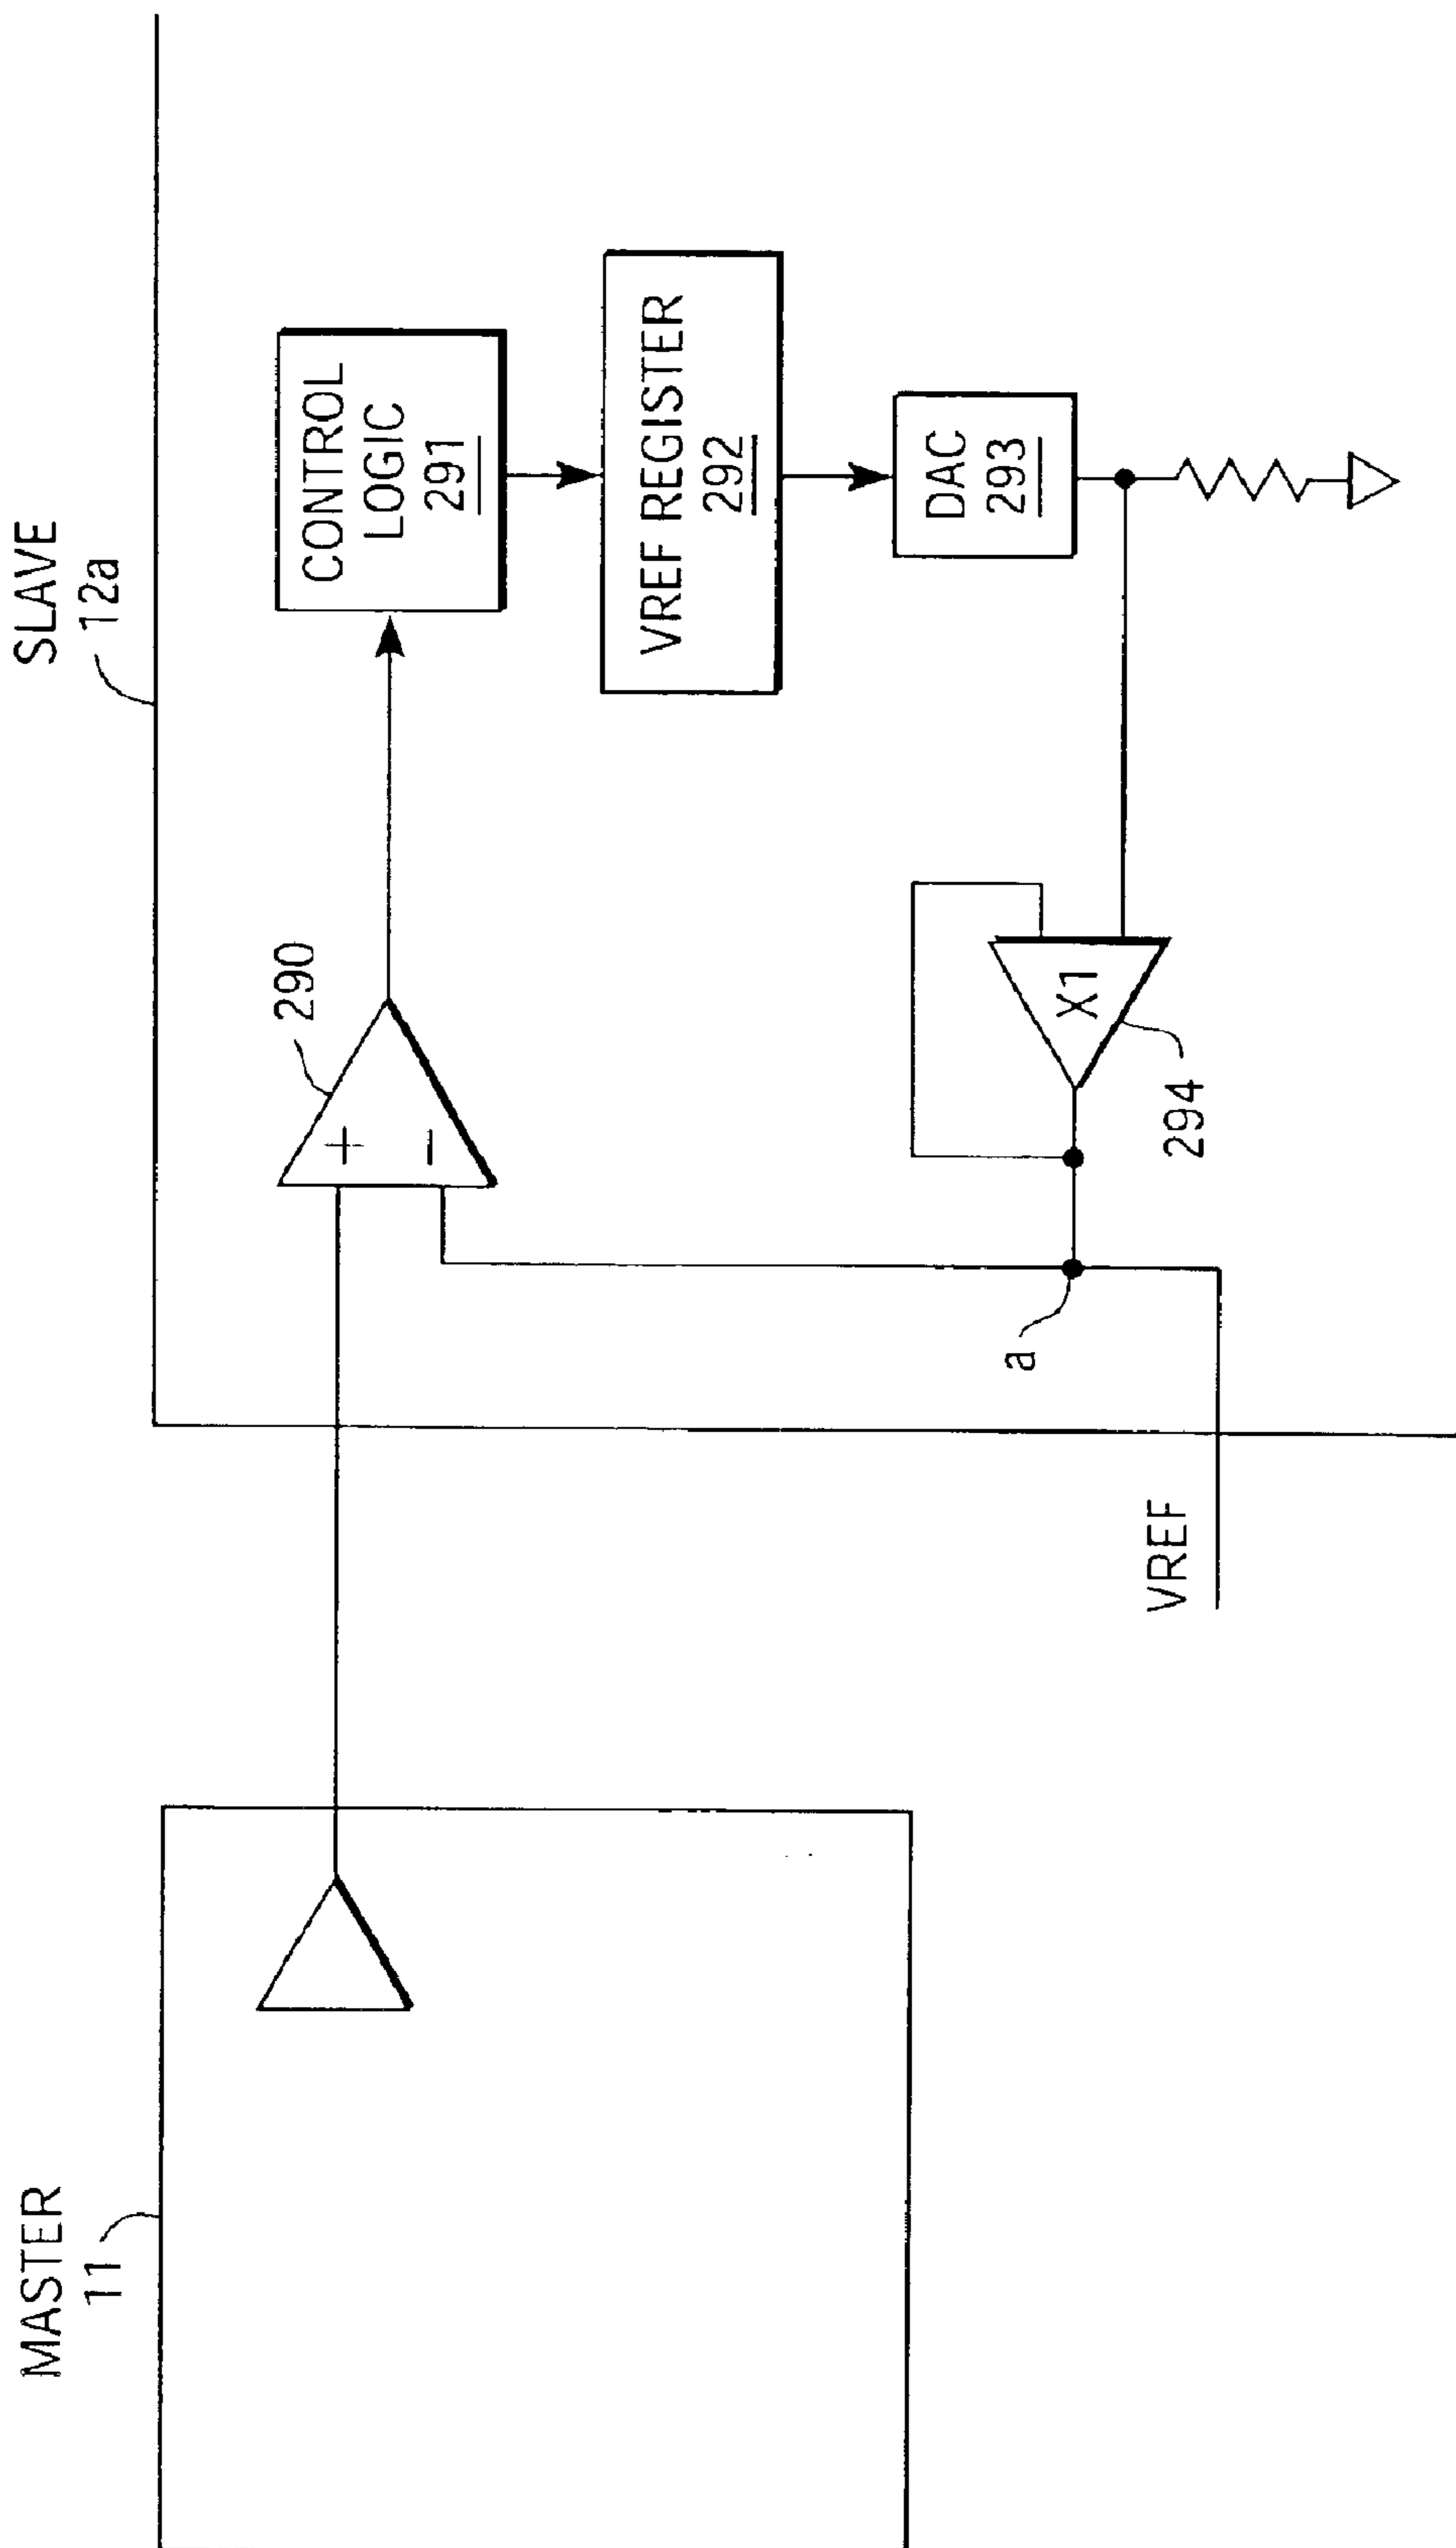 MASTER
11
SLAVE
12a
290
+
−
CONTROL
LOGIC
291
VREF REGISTER
292
DAC
293
X1
294
a
VREF